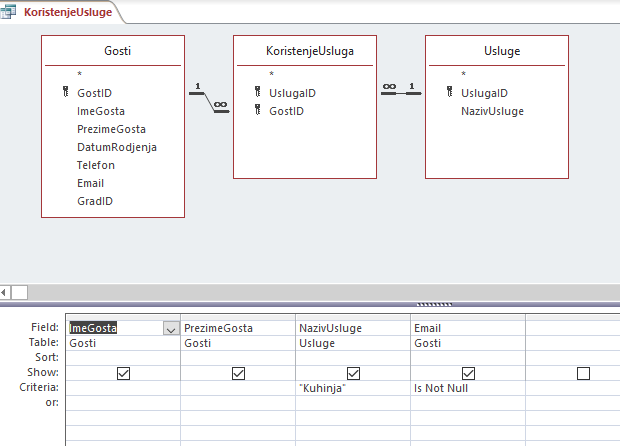 KoristenjeUsluge
Gosti
*
GostID
ImeGosta
PrezimeGosta
DatumRodjenja
Telefon
Email
GradID
1
∞
KoristenjeUsluga
*
UslugaID
GostID
∞
1
Usluge
*
UslugaID
NazivUsluge
Field: ImeGosta PrezimeGosta NazivUsluge Email
Table: Gosti Gosti Usluge Gosti
Sort:
Show:
Criteria: "Kuhinja" Is Not Null
or: